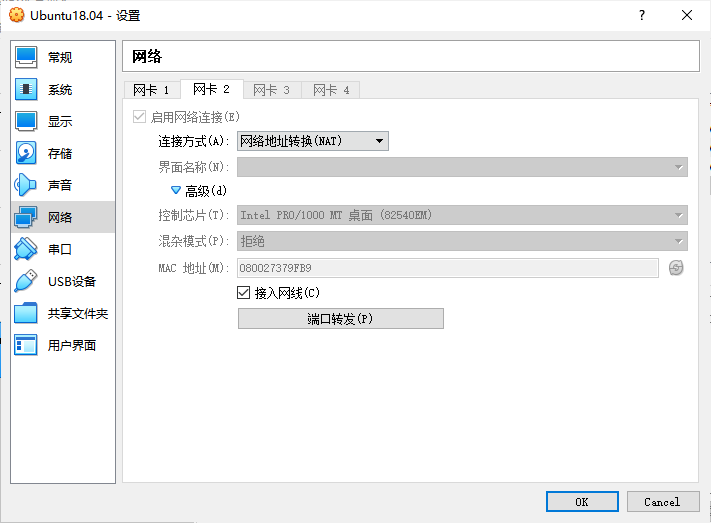 Ubuntu18.04 - 设置
?
常规
系统
显示
存储
声音
网络
串口
USB设备
共享文件夹
用户界面
网络
网卡 1 网卡 2 网卡 3 网卡 4
启用网络连接(E)
连接方式(A): 网络地址转换(NAT)
界面名称(N):
高级(d)
控制芯片(T): Intel PRO/1000 MT 桌面 (82540EM)
混杂模式(P): 拒绝
MAC 地址(M): 080027379FB9
接入网线(C)
端口转发(P)
OK Cancel